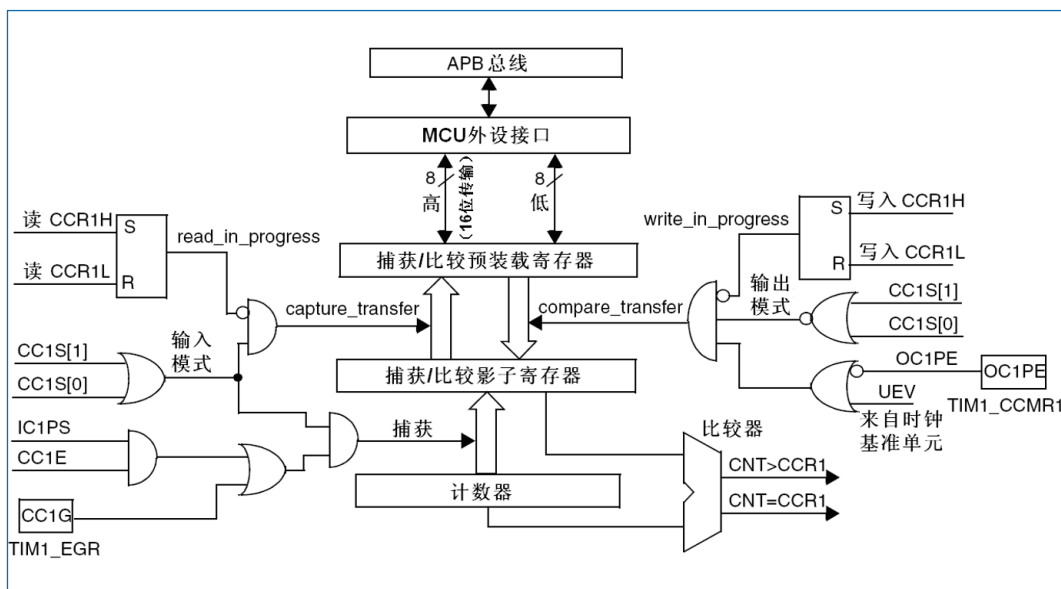 APB总线
MCU外设接口
8
高
(16位传输)
8
低
读 CCR1H
S
read_in_progress
读 CCR1L
R
write_in_progress
S
写入 CCR1H
R
写入 CCR1L
捕获/比较预装载寄存器
capture_transfer
compare_transfer
输出
模式
CC1S[1]
CC1S[0]
CC1S[1]
CC1S[0]
输入
模式
捕获/比较影子寄存器
OC1PE
OC1PE
UEV
TIM1_CCMR1
来自时钟
基准单元
IC1PS
CC1E
捕获
比较器
CNT>CCR1
计数器
CNT=CCR1
CC1G
TIM1_EGR